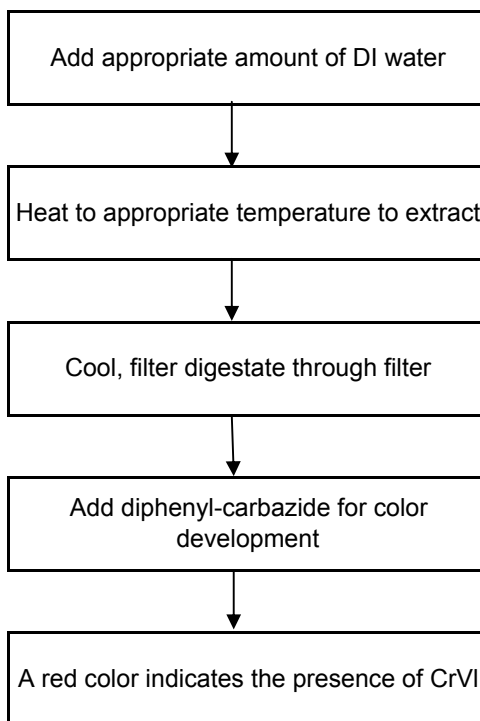 Add appropriate amount of DI water
Heat to appropriate temperature to extract
Cool, filter digestate through filter
Add diphenyl-carbazide for color
development
A red color indicates the presence of CrVI